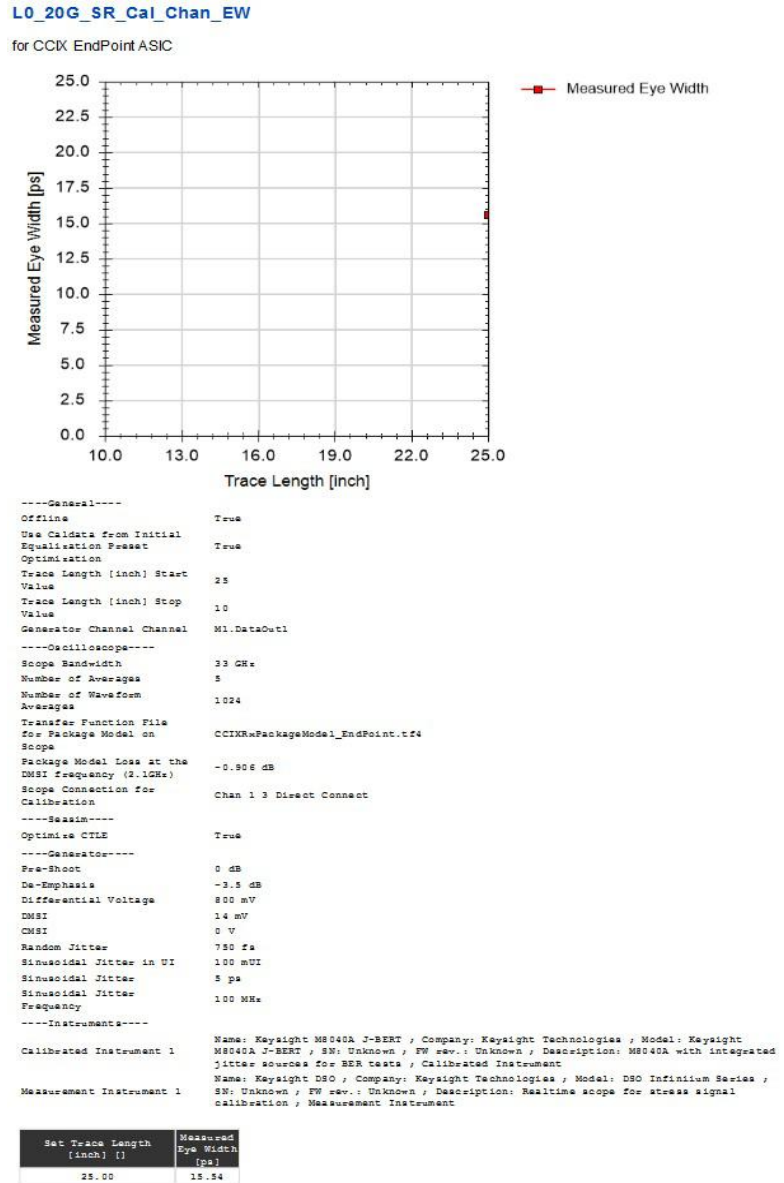 L0_20G_SR_Cal_Chan_EW
for CCIX EndPoint ASIC
25.0
22.5
20.0
17.5
15.0
12.5
10.0
7.5
5.0
2.5
0.0
Measured Eye Width [ps]
10.0 13.0 16.0 19.0 22.0 25.0
Trace Length [inch]
Measured Eye Width
----General----
Offline True
Use Caldata from Initial
Equalization Preset True
Optimization
Trace Length [inch] Start
Value 25
Trace Length [inch] Stop
Value 10
Generator Channel Channel M1.DataOut1
----Oscilloscope----
Scope Bandwidth 33 GHz
Number of Averages 5
Number of Waveform
Averages 1024
Transfer Function File
for Package Model on CCIXRxPackageModel_EndPoint.tf4
Scope
Package Model Loss at the
DMSI frequency (2.1GHz) -0.906 dB
Scope Connection for
Calibration Chan 1 3 Direct Connect
----Seasim----
Optimize CTLE True
----Generator----
Pre-Shoot 0 dB
De-Emphasis -3.5 dB
Differential Voltage 800 mV
DMSI 14 mV
CMSI 0 V
Random Jitter 750 fs
Sinusoidal Jitter in UI 100 mUI
Sinusoidal Jitter 5 ps
Sinusoidal Jitter
Frequency 100 MHz
----Instruments----
Calibrated Instrument 1 Name: Keysight M8040A J-BERT ; Company: Keysight Technologies ; Model: Keysight
M8040A J-BERT ; SN: Unknown ; FW rev.: Unknown ; Description: M8040A with integrated
jitter sources for BER tests ; Calibrated Instrument
Measurement Instrument 1 Name: Keysight DSO ; Company: Keysight Technologies ; Model: DSO Infiniium Series ;
SN: Unknown ; FW rev.: Unknown ; Description: Realtime scope for stress signal
calibration ; Measurement Instrument
Set Trace Length
[inch] []
Measured
Eye Width
[ps]
25.00 15.54